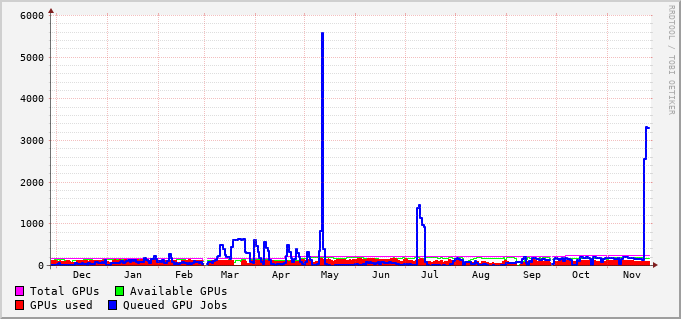 RRDTOOL / TOBI OETIKER
6000
5000
4000
3000
2000
1000
0
Dec Jan Feb Mar Apr May Jun Jul Aug Sep Oct Nov
Total GPUs Available GPUs
GPUs used Queued GPU Jobs